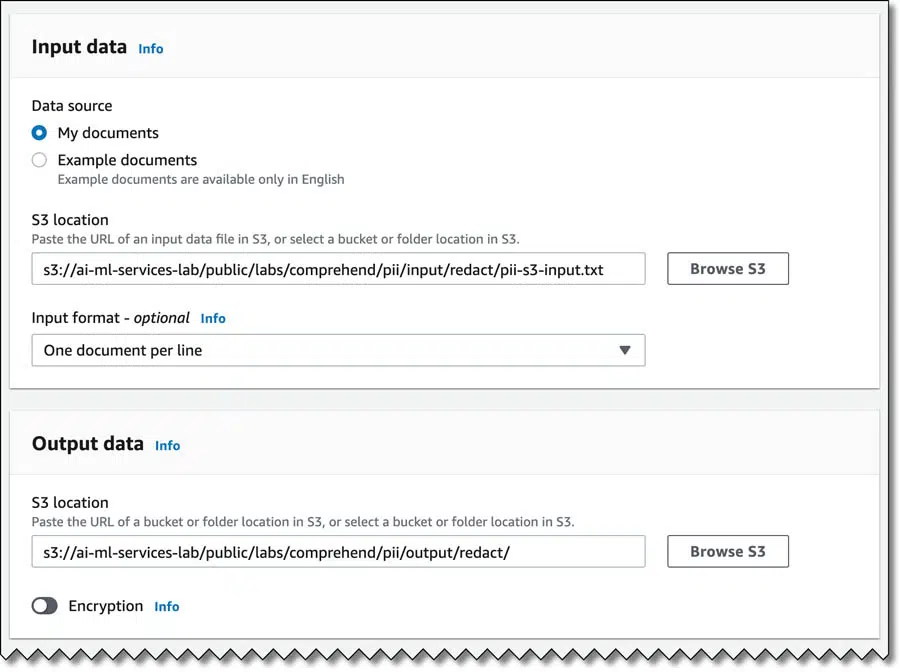 Input data Info
Data source
My documents
Example documents
Example documents are available only in English
S3 location
Paste the URL of an input data file in S3, or select a bucket or folder location in S3.
s3://ai-ml-services-lab/public/labs/comprehend/pii/input/redact/pii-s3-input.txt Browse S3
Input format - optional Info
One document per line
Output data Info
S3 location
Paste the URL of a bucket or folder location in S3, or select a bucket or folder location in S3.
s3://ai-ml-services-lab/public/labs/comprehend/pii/output/redact/ Browse S3
Encryption Info